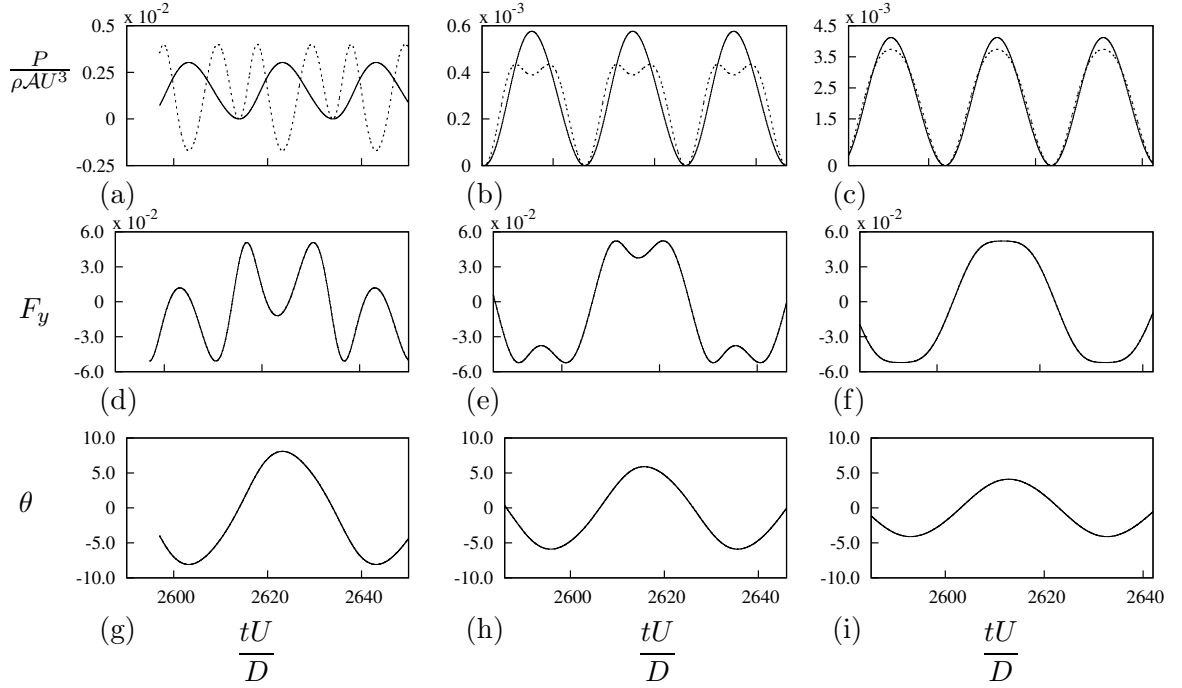 x 10⁻² x 10⁻³ x 10⁻³
P/ρ𝒜U³
0.5 0.25 0 -0.25
0.6 0.4 0.2 0
4.5 3.5 2.5 1.5 0
(a) (b) (c)
x 10⁻² x 10⁻² x 10⁻²
F_y
6.0 3.0 0 -3.0 -6.0
6.0 3.0 0 -3.0 -6.0
6.0 3.0 0 -3.0 -6.0
(d) (e) (f)
θ
10.0 5.0 0 -5.0 -10.0
10.0 5.0 0 -5.0 -10.0
10.0 5.0 0 -5.0 -10.0
2600 2620 2640 2600 2620 2640 2600 2620 2640
(g) (h) (i)
tU/D tU/D tU/D